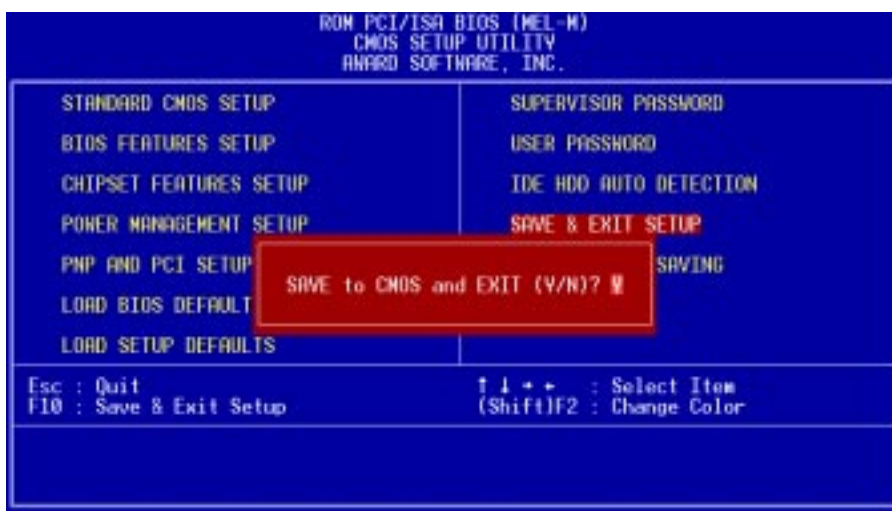 ROM PCI/ISA BIOS (MEL-M)
CMOS SETUP UTILITY
AWARD SOFTWARE, INC.
STANDARD CMOS SETUP
BIOS FEATURES SETUP
CHIPSET FEATURES SETUP
POWER MANAGEMENT SETUP
PNP AND PCI SETUP
LOAD BIOS DEFAULT
LOAD SETUP DEFAULTS
SUPERVISOR PASSWORD
USER PASSWORD
IDE HDD AUTO DETECTION
SAVE & EXIT SETUP
SAVING
SAVE to CMOS and EXIT (Y/N)? Y
Esc : Quit
F10 : Save & Exit Setup
↑ ↓ → ← : Select Item
(Shift)F2 : Change Color